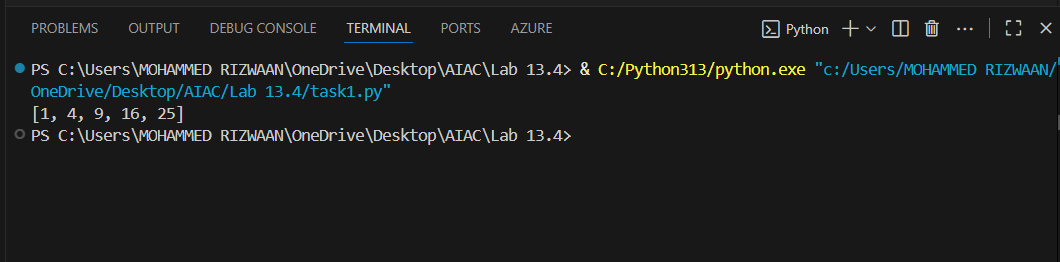 PROBLEMS OUTPUT DEBUG CONSOLE TERMINAL PORTS AZURE Python
PS C:\Users\MOHAMMED RIZWAAN\OneDrive\Desktop\AIAC\Lab 13.4> & C:/Python313/python.exe "c:/Users/MOHAMMED RIZWAAN/
OneDrive/Desktop/AIAC/Lab 13.4/task1.py"
[1, 4, 9, 16, 25]
PS C:\Users\MOHAMMED RIZWAAN\OneDrive\Desktop\AIAC\Lab 13.4>